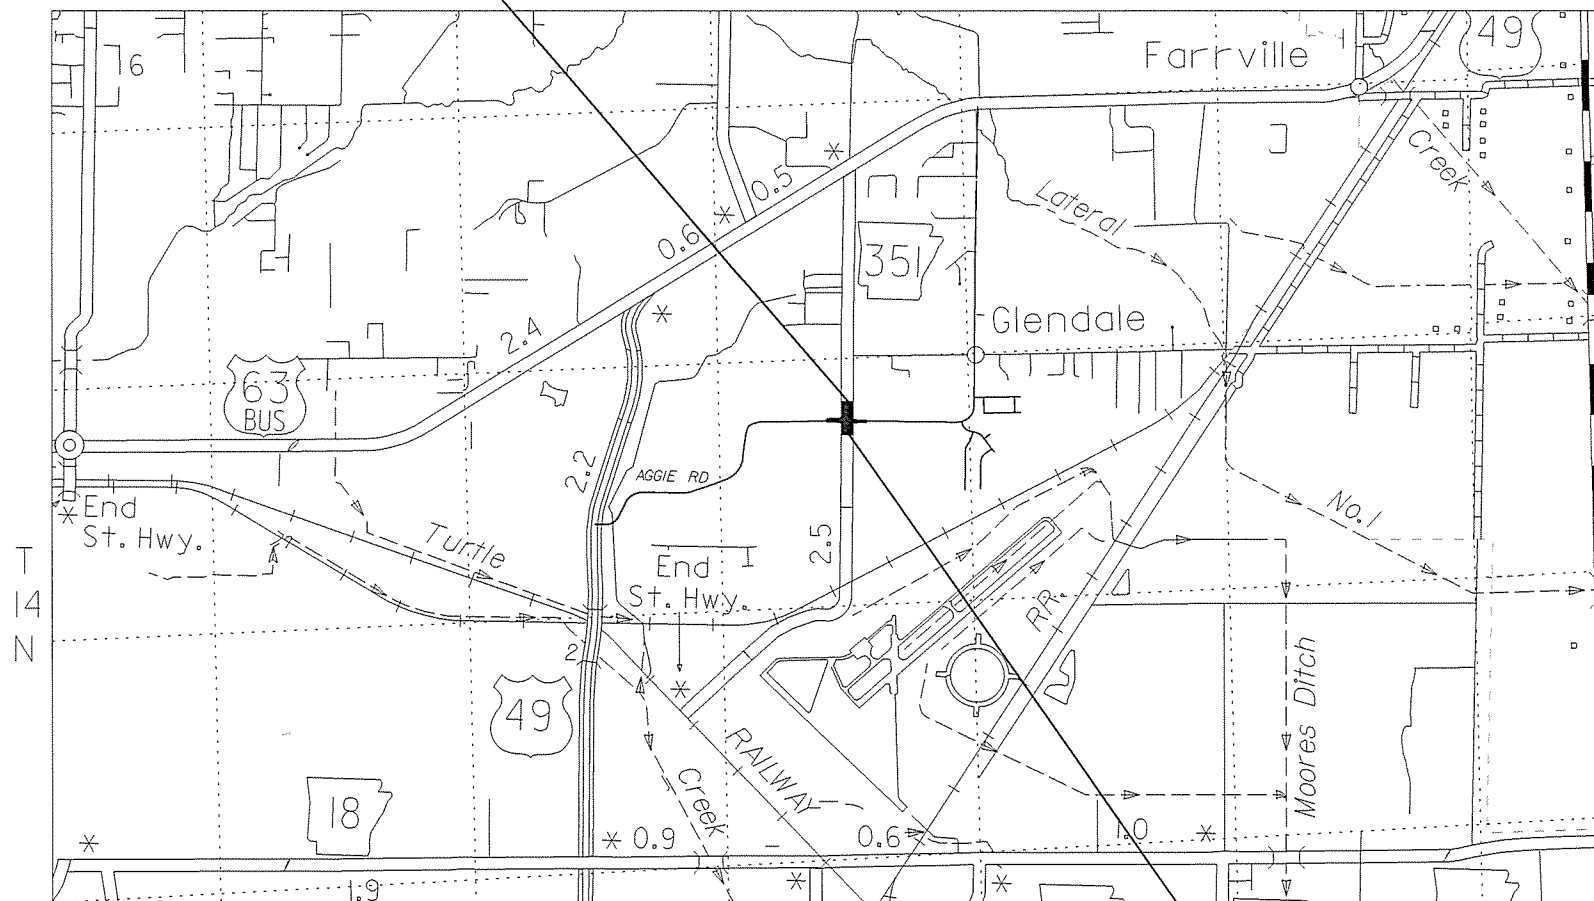 6
Farrville
49
Creek
0.5
Lateral
0.6
351
Glendale
2.4
63
BUS
2.2
AGGIE RD
End
St. Hwy.
Turtle
2.5
No.1
T
14
N
End
St. Hwy.
RR.
2
49
RAILWAY
Moores Ditch
Creek
18
0.9
0.6
1.0
1.9